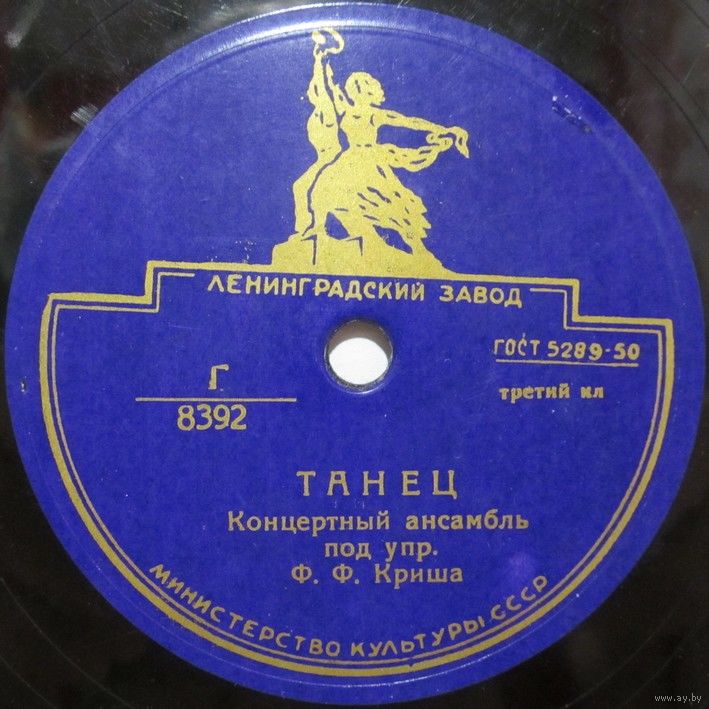 ЛЕНИНГРАДСКИЙ ЗАВОД
ГОСТ 5289-50
Г
8392
третий кл
ТАНЕЦ
Концертный ансамбль
под упр.
Ф. Ф. Криша
МИНИСТЕРСТВО КУЛЬТУРЫ СССР
www.ay.by